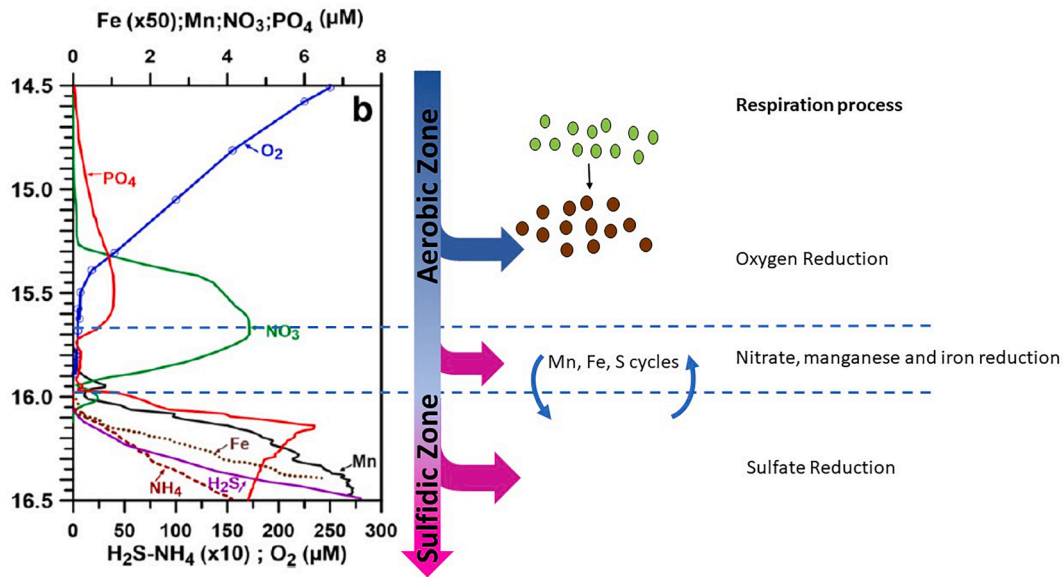 Fe (x50);Mn;NO₃;PO₄ (μM)
0 2 4 6 8
14.5
15.0
15.5
16.0
16.5
b
O₂
PO₄
NO₃
Fe
Mn
H₂S
NH₄
0 50 100 150 200 250 300
H₂S-NH₄ (x10) ; O₂ (μM)
Aerobic Zone
Sulfidic Zone
Respiration process
Oxygen Reduction
Mn, Fe, S cycles
Nitrate, manganese and iron reduction
Sulfate Reduction